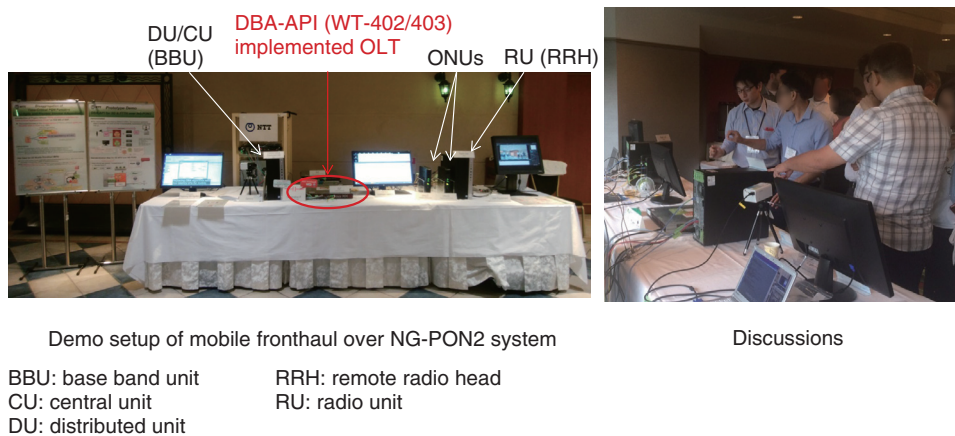 DU/CU
(BBU)
DBA-API (WT-402/403)
implemented OLT
ONUs
RU (RRH)
NTT
Demo setup of mobile fronthaul over NG-PON2 system
Discussions
BBU: base band unit
CU: central unit
DU: distributed unit
RRH: remote radio head
RU: radio unit